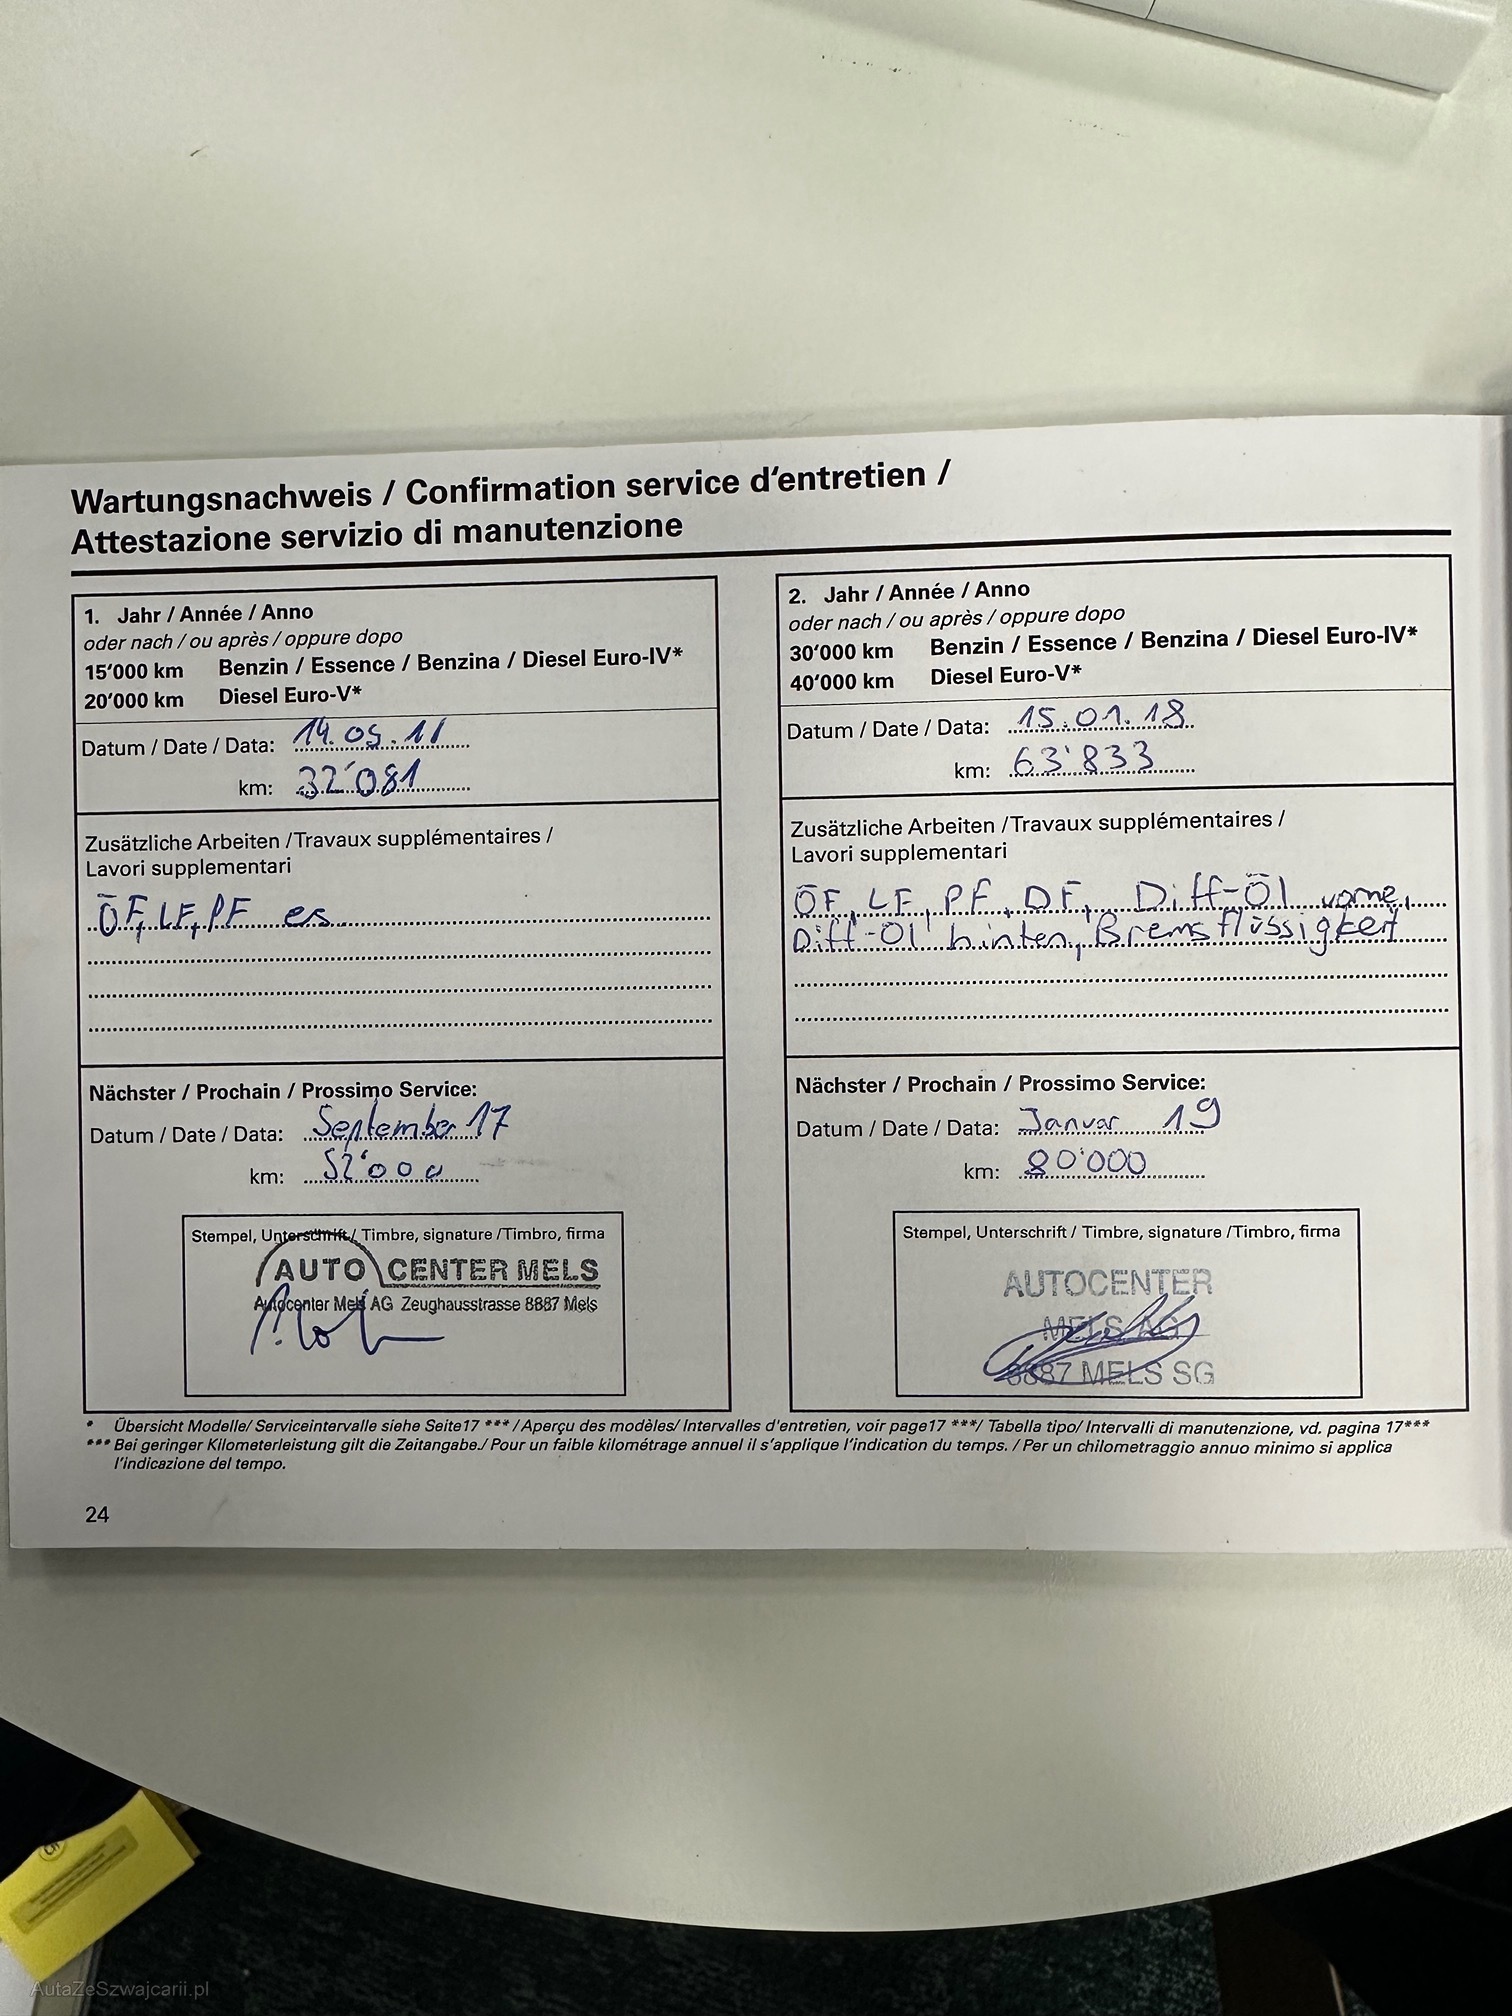 Wartungsnachweis / Confirmation service d'entretien /
Attestazione servizio di manutenzione
1. Jahr / Année / Anno
oder nach / ou après / oppure dopo
15'000 km Benzin / Essence / Benzina / Diesel Euro-IV*
20'000 km Diesel Euro-V*
Datum / Date / Data: 14.09.11
km: 32'081
Zusätzliche Arbeiten / Travaux supplémentaires /
Lavori supplementari
ÖF, LF, PF es
Nächster / Prochain / Prossimo Service:
Datum / Date / Data: September 17
km: 52'000
Stempel, Unterschrift / Timbre, signature / Timbro, firma
AUTO CENTER MELS
Autocenter Mels AG Zeughausstrasse 8887 Mels
2. Jahr / Année / Anno
oder nach / ou après / oppure dopo
30'000 km Benzin / Essence / Benzina / Diesel Euro-IV*
40'000 km Diesel Euro-V*
Datum / Date / Data: 15.01.18
km: 63'833
Zusätzliche Arbeiten / Travaux supplémentaires /
Lavori supplementari
ÖF, LF, PF, DF, Diff-Öl vorne,
Diff-Öl hinten, Bremsflüssigkeit
Nächster / Prochain / Prossimo Service:
Datum / Date / Data: Januar 19
km: 80'000
Stempel, Unterschrift / Timbre, signature / Timbro, firma
AUTOCENTER
MELS AG
8887 MELS SG
* Übersicht Modelle/ Serviceintervalle siehe Seite17 *** / Aperçu des modèles/ Intervalles d'entretien, voir page17 ***/ Tabella tipo/ Intervalli di manutenzione, vd. pagina 17***
*** Bei geringer Kilometerleistung gilt die Zeitangabe./ Pour un faible kilométrage annuel il s'applique l'indication du temps. / Per un chilometraggio annuo minimo si applica
l'indicazione del tempo.
24
AutaZeSzwajcarii.pl